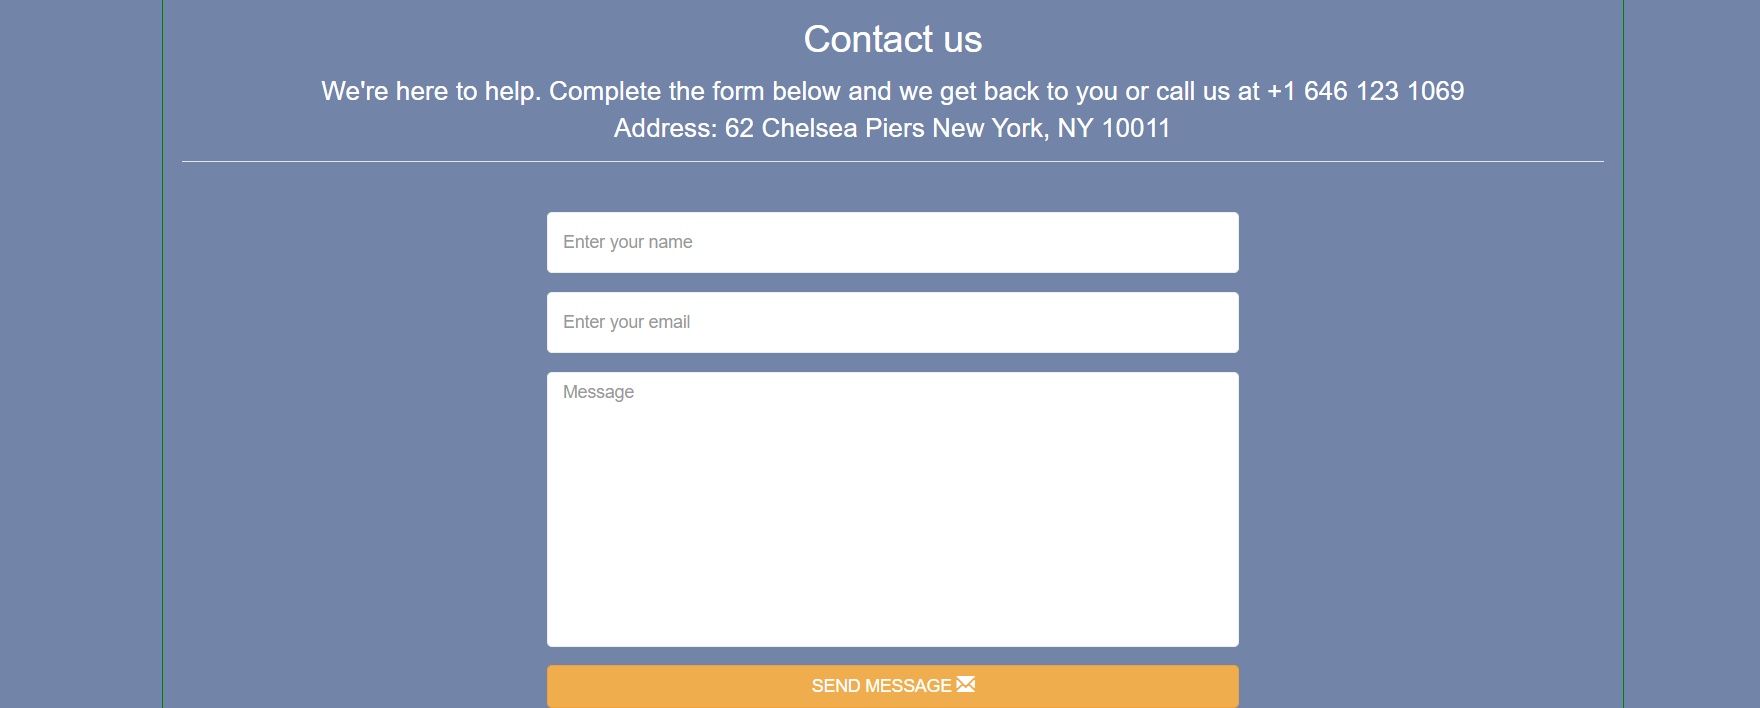 Contact us
We're here to help. Complete the form below and we get back to you or call us at +1 646 123 1069
Address: 62 Chelsea Piers New York, NY 10011
Enter your name
Enter your email
Message
SEND MESSAGE